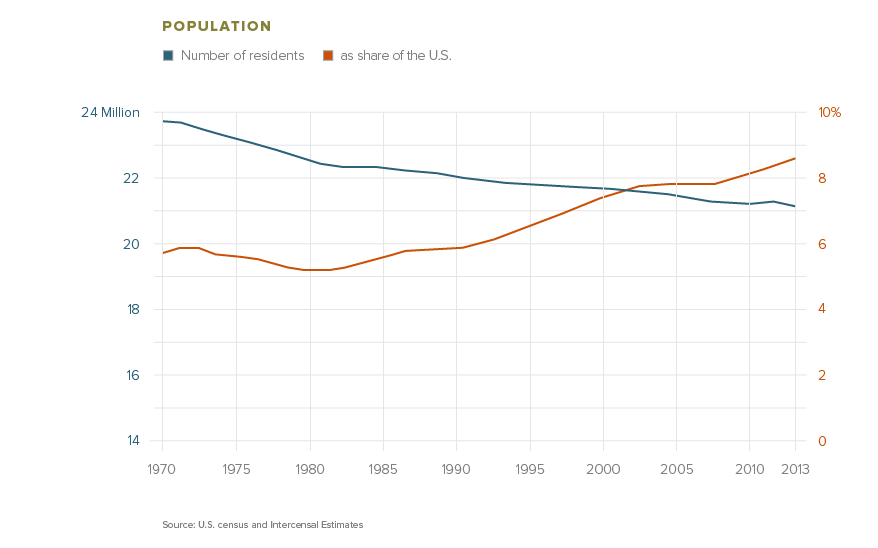 POPULATION
Number of residents as share of the U.S.
24 Million 10%
22 8
20 6
18 4
16 2
14 0
1970 1975 1980 1985 1990 1995 2000 2005 2010 2013
Source: U.S. census and Intercensal Estimates